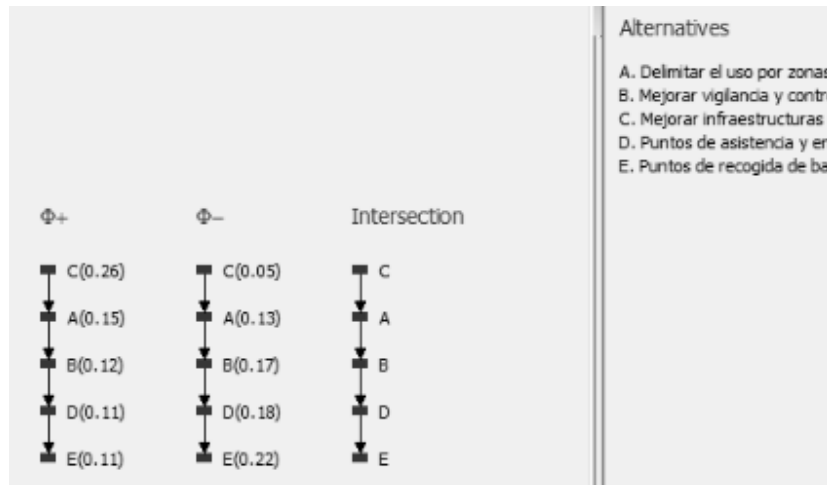 Alternatives
A. Delimitar el uso por zonas
B. Mejorar vigilancia y contr
C. Mejorar infraestructuras
D. Puntos de asistencia y en
E. Puntos de recogida de ba
Φ+ Φ− Intersection
C(0.26) C(0.05) C
A(0.15) A(0.13) A
B(0.12) B(0.17) B
D(0.11) D(0.18) D
E(0.11) E(0.22) E